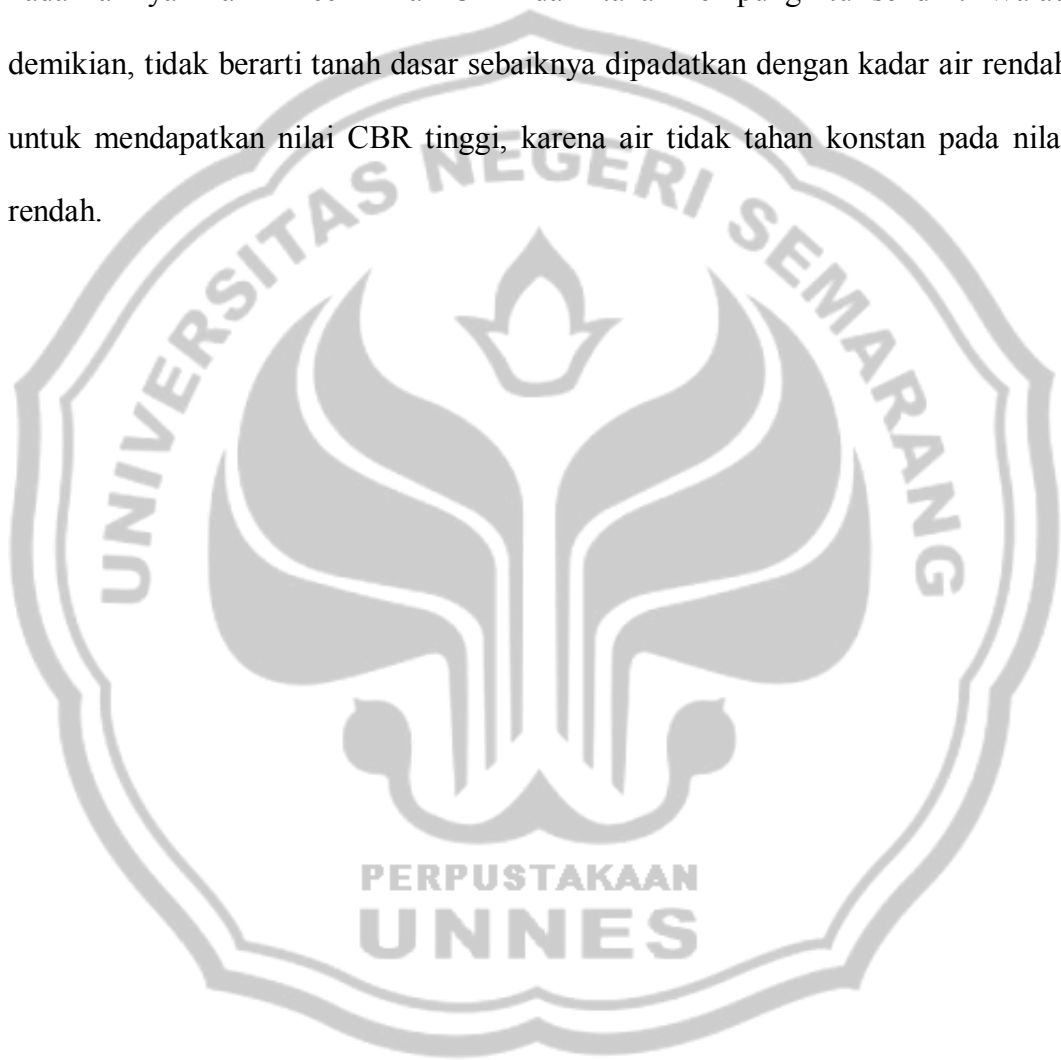 demikian, tidak berarti tanah dasar sebaiknya dipadatkan dengan kadar air rendah
untuk mendapatkan nilai CBR tinggi, karena air tidak tahan konstan pada nila
rendah.
UNIVERSITAS NEGERI SEMARANG
PERPUSTAKAAN
UNNES